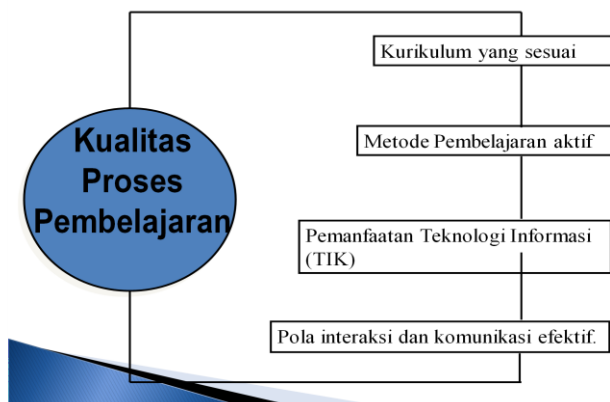 Kualitas
Proses
Pembelajaran
Kurikulum yang sesuai
Metode Pembelajaran aktif
Pemanfaatan Teknologi Informasi
(TIK)
Pola interaksi dan komunikasi efektif.